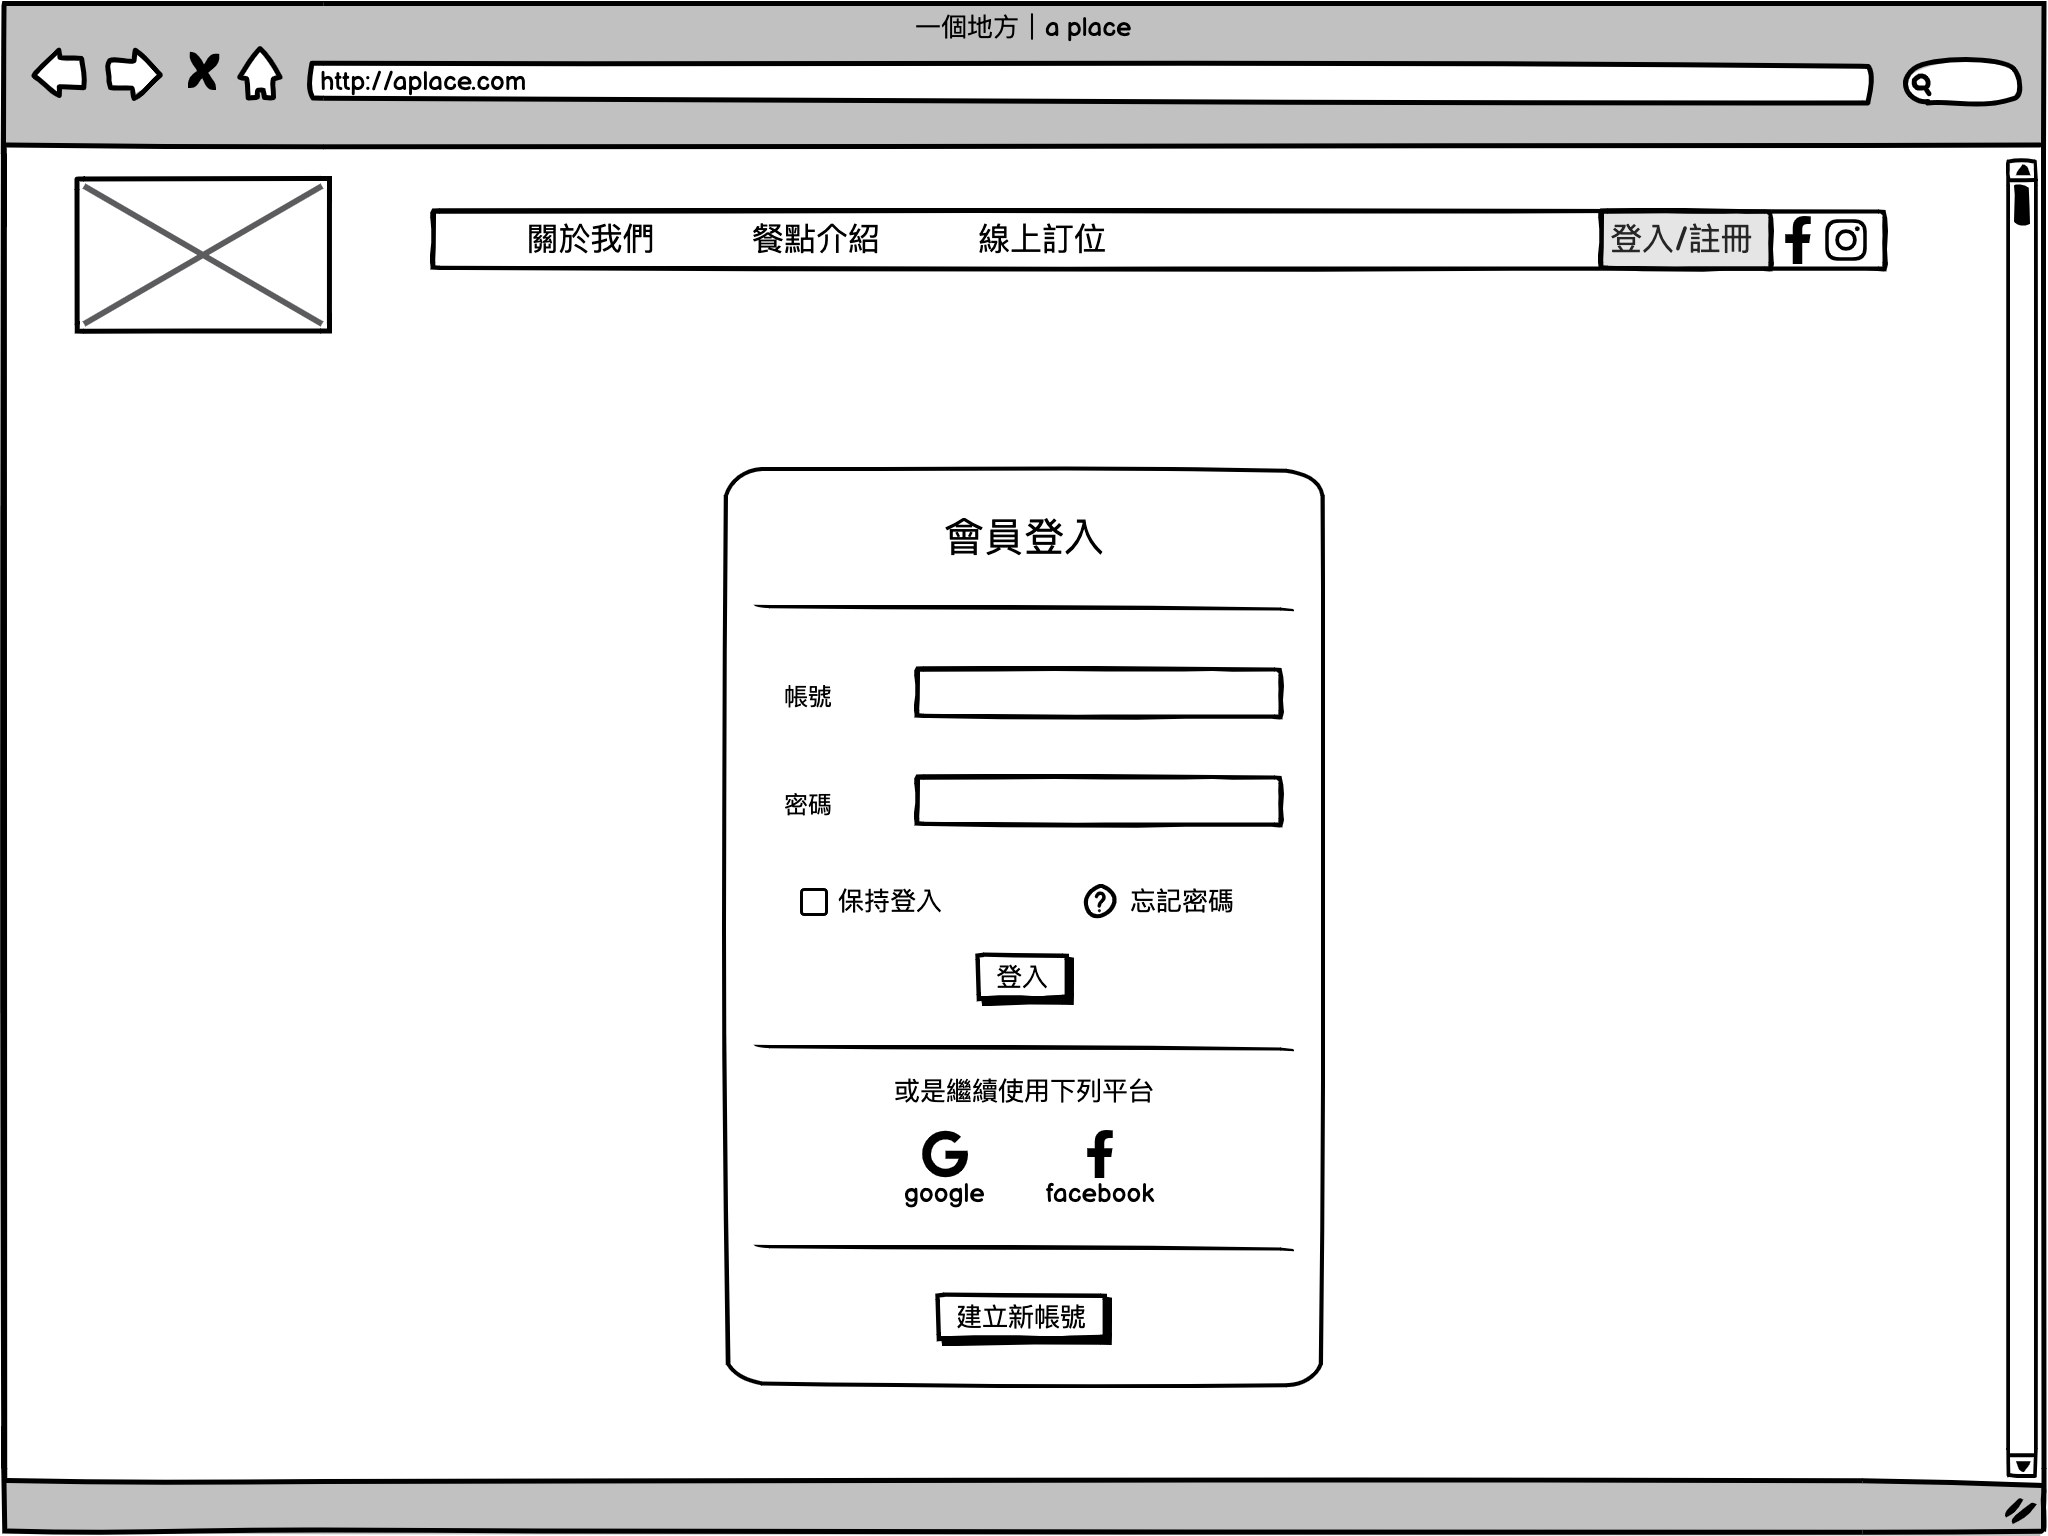 一個地方｜a place
http://aplace.com
關於我們 餐點介紹 線上訂位 登入/註冊
會員登入
帳號
密碼
保持登入 忘記密碼
登入
或是繼續使用下列平台
google facebook
建立新帳號